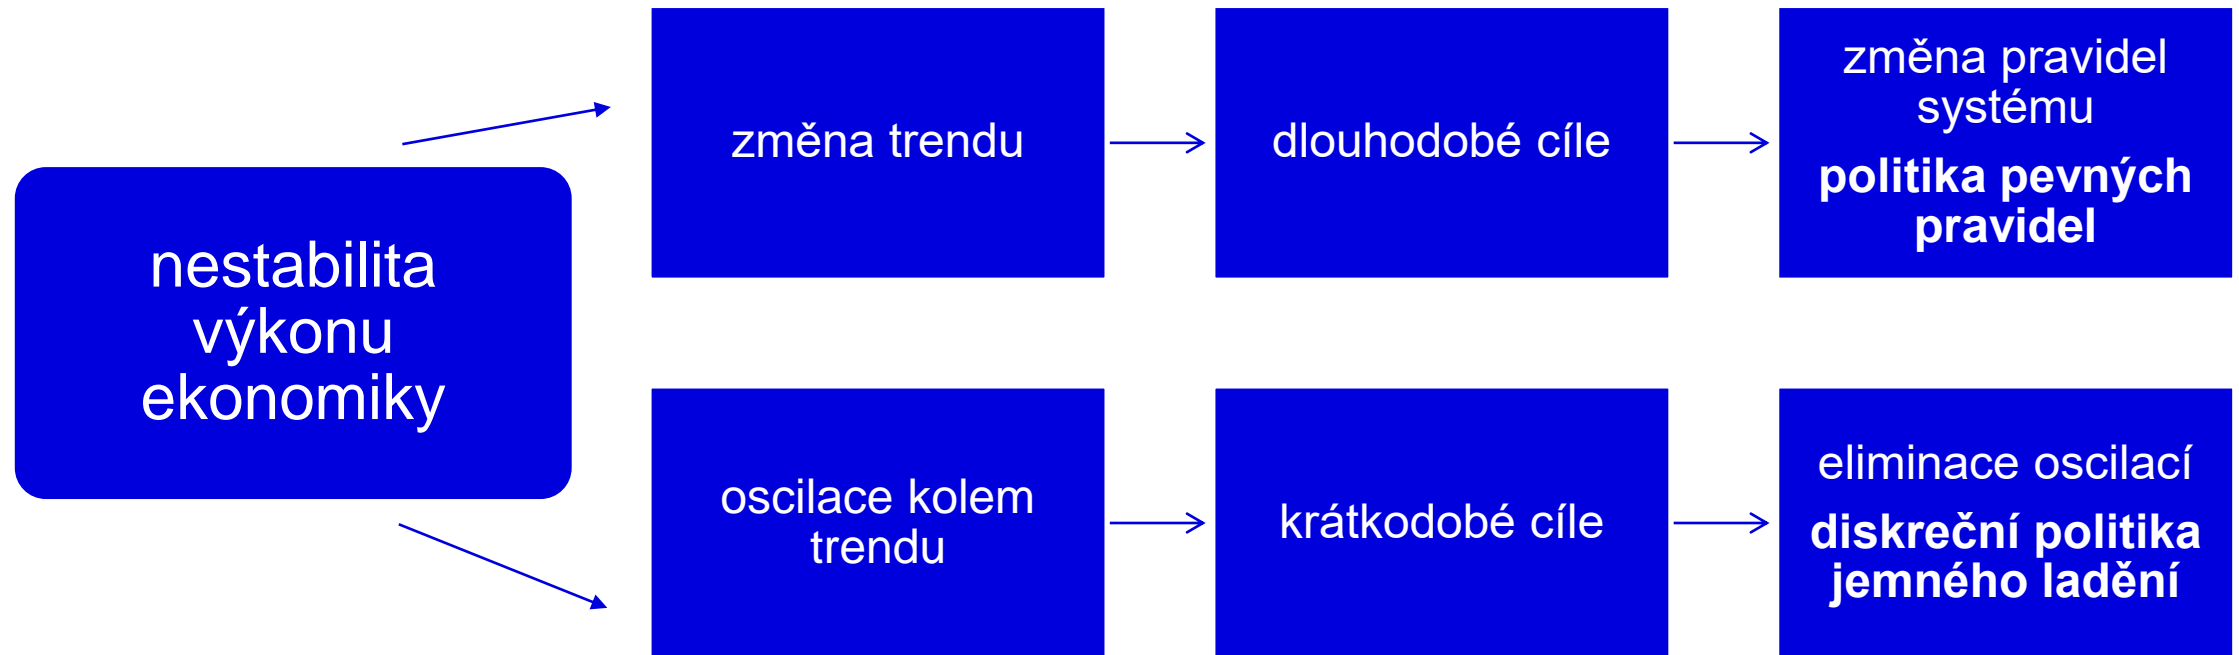 nestabilita
výkonu
ekonomiky
změna trendu
dlouhodobé cíle
změna pravidel
systému
politika pevných
pravidel
oscilace kolem
trendu
krátkodobé cíle
eliminace oscilací
diskreční politika
jemného ladění